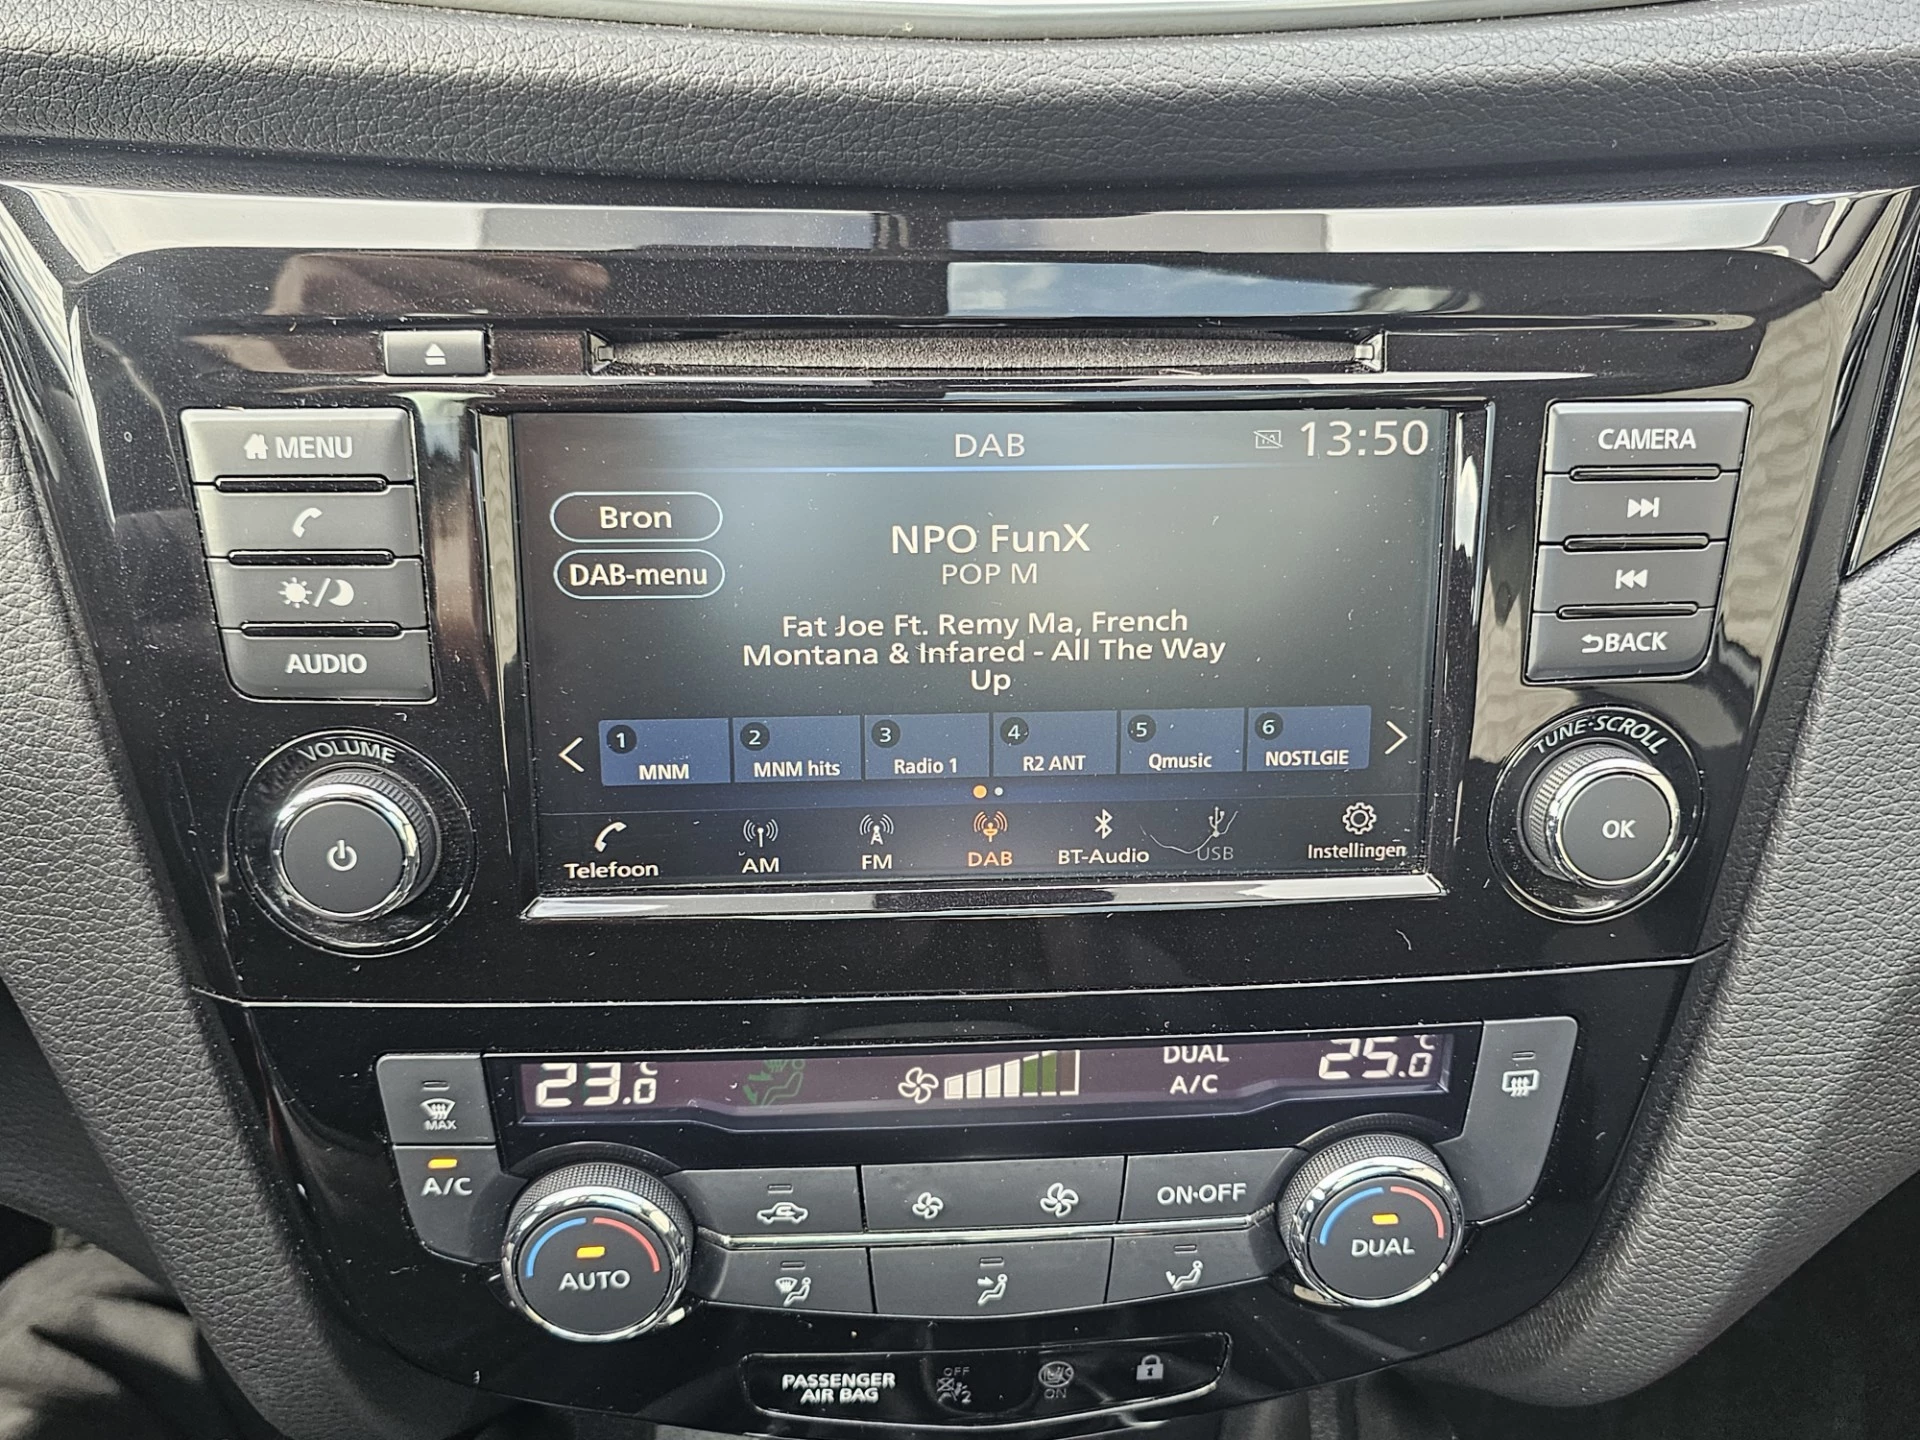 MENU
AUDIO
VOLUME
DAB
TA
13:50
Bron
DAB-menu
NPO FunX
POP M
Fat Joe Ft. Remy Ma, French
Montana & Infared - All The Way
Up
1 MNM
2 MNM hits
3 Radio 1
4 R2 ANT
5 Qmusic
6 NOSTLGIE
Telefoon
AM
FM
DAB
BT-Audio
USB
Instellingen
CAMERA
BACK
TUNE·SCROLL
OK
23.0 °C
DUAL
A/C
25.0 °C
MAX
A/C
AUTO
ON·OFF
DUAL
PASSENGER
AIR BAG
OFF
2
ON